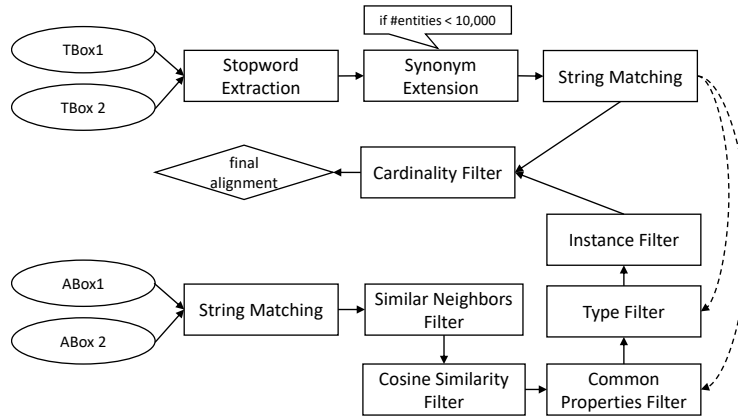 if #entities < 10,000
TBox1
TBox 2
Stopword
Extraction
Synonym
Extension
String Matching
final
alignment
Cardinality Filter
Instance Filter
ABox1
ABox 2
String Matching
Similar Neighbors
Filter
Type Filter
Cosine Similarity
Filter
Common
Properties Filter